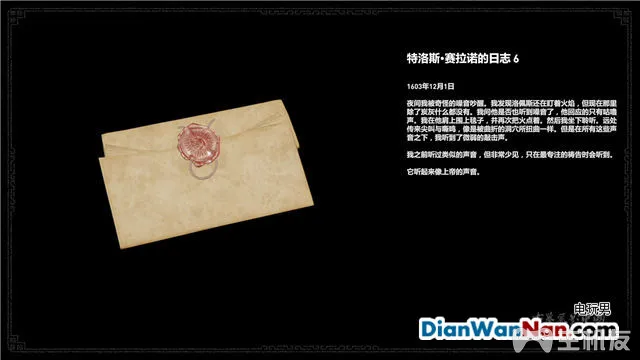 特洛斯•赛拉诺的日志 6
1603年12月1日
夜间我被奇怪的噪音吵醒。我发现洛佩斯还在盯着火焰，但现在那里
除了炭灰什么都没有。我问他是否也听到噪音了，他回应的只有咕噜
声。我在他肩上围上毯子，并再次把火点着。然后我坐下聆听。远处
传来尖叫与嘶鸣，像是被曲折的洞穴所扭曲一样。但是在所有这些声
音之下，我听到了微弱的敲击声。
我之前听过类似的声音，但非常少见，只在最专注的祷告时会听到。
它听起来像上帝的声音。
电玩男
DianWanNan.com